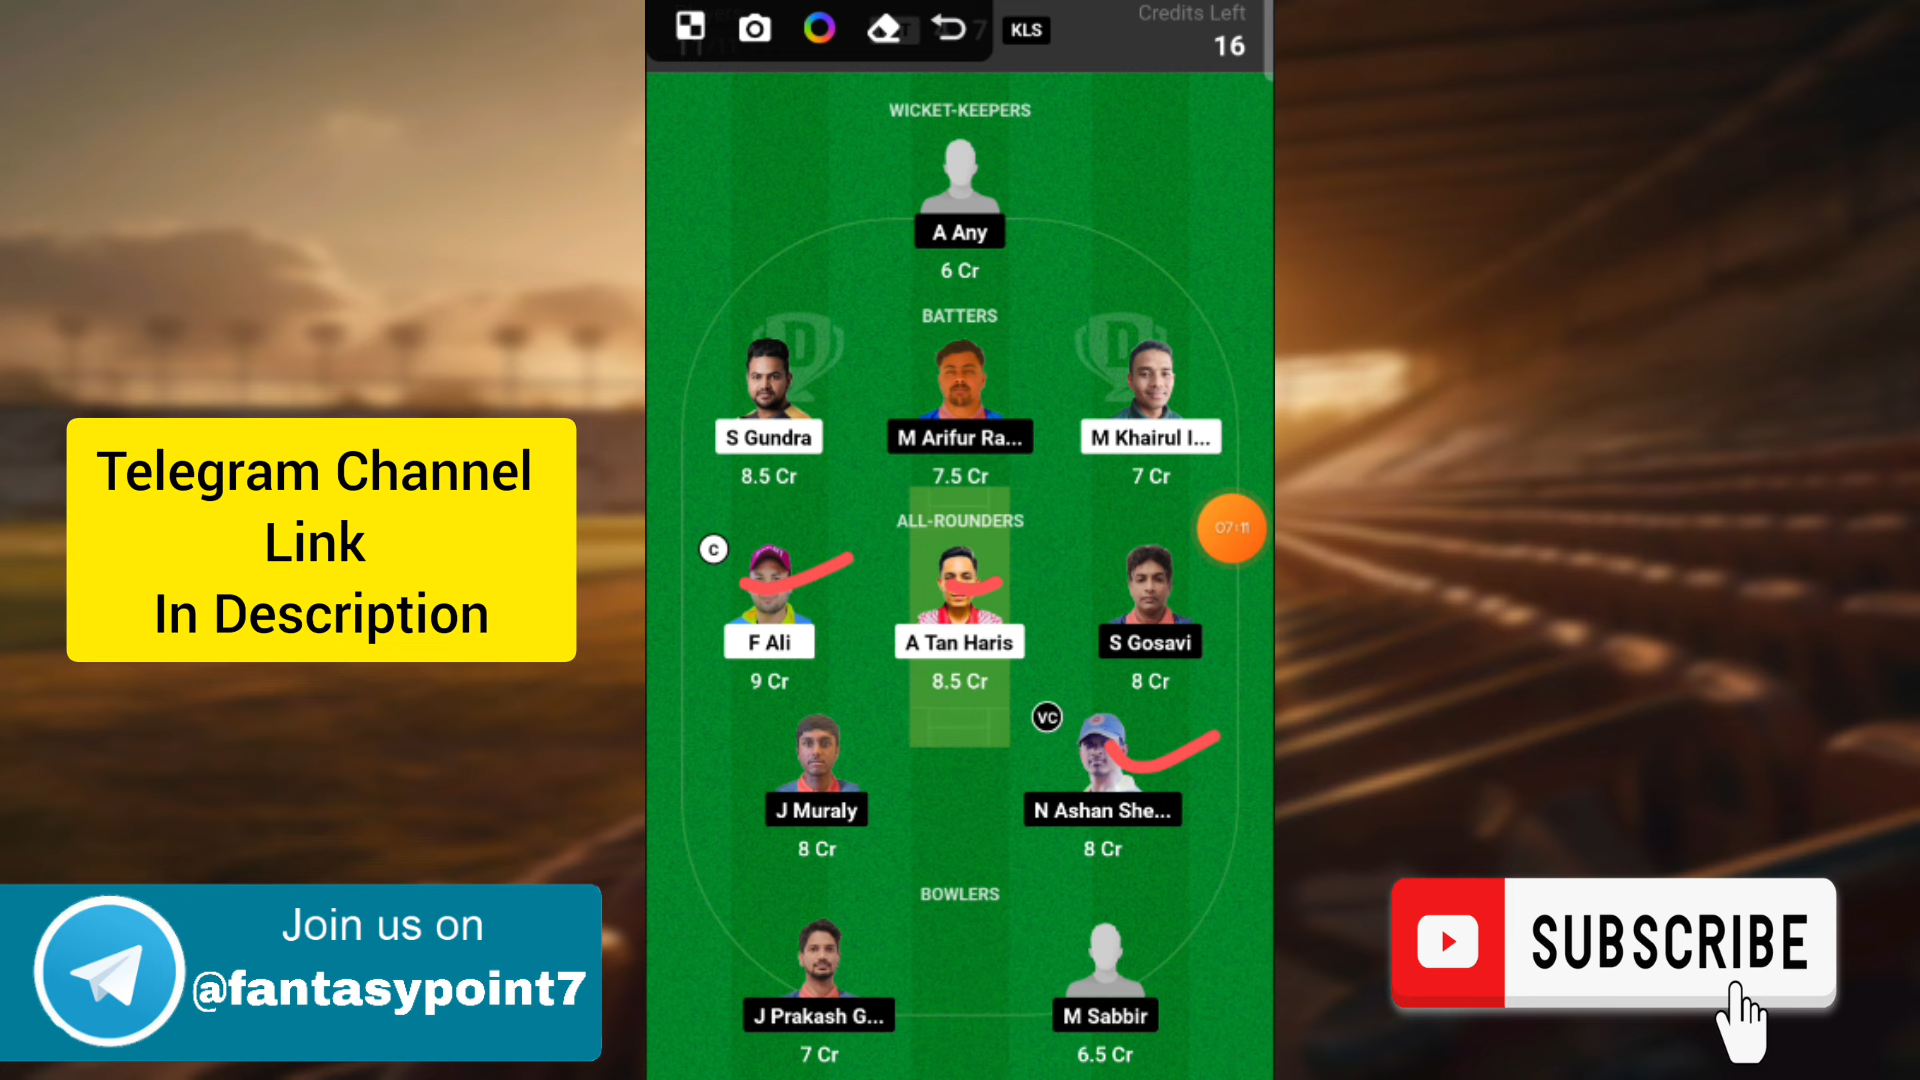 KLS
Credits Left
16
WICKET-KEEPERS
A Any
6 Cr
BATTERS
S Gundra
M Arifur Ra...
M Khairul I...
8.5 Cr
7.5 Cr
7 Cr
ALL-ROUNDERS
07:11
C
F Ali
A Tan Haris
S Gosavi
9 Cr
8.5 Cr
8 Cr
VC
J Muraly
N Ashan She...
8 Cr
8 Cr
BOWLERS
J Prakash G...
M Sabbir
7 Cr
6.5 Cr
Telegram Channel
Link
In Description
Join us on
@fantasypoint7
SUBSCRIBE